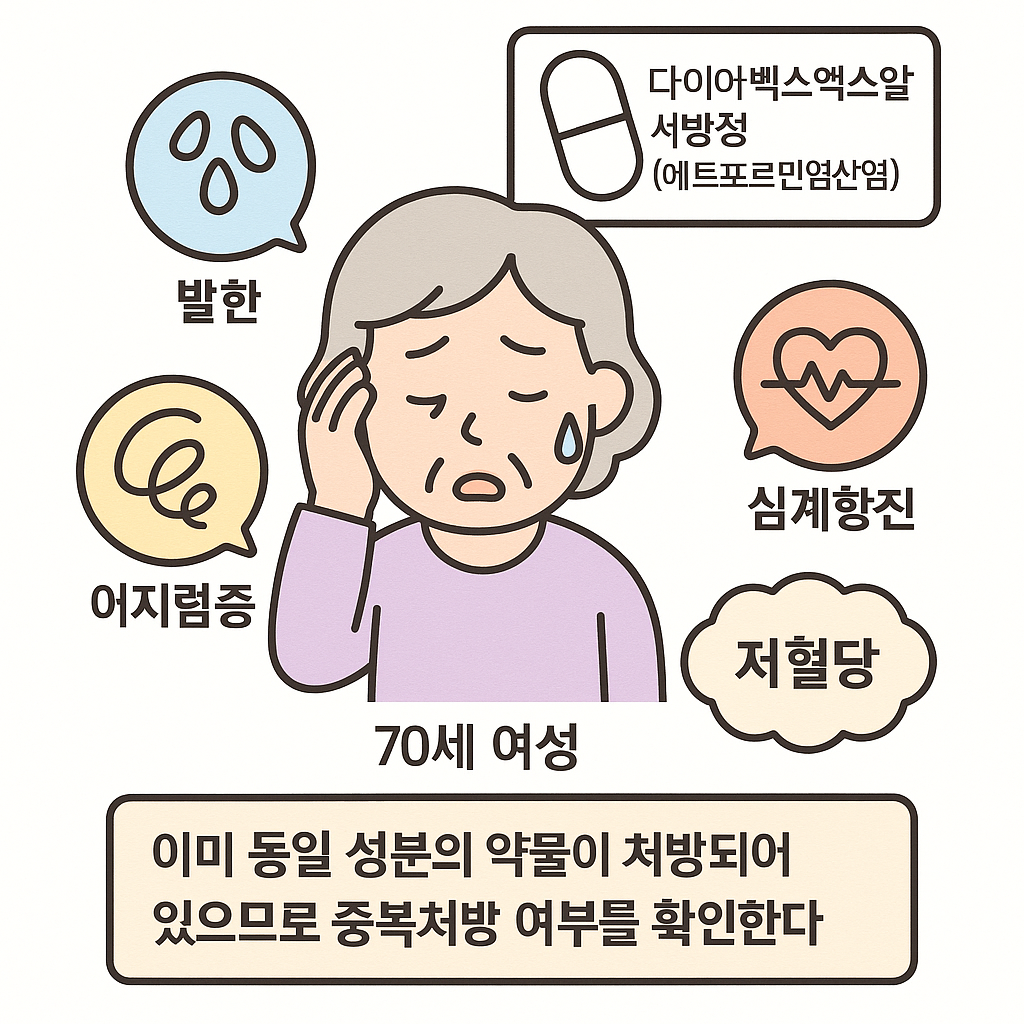 다이아벡스엑스알
서방정
(에트포르민염산염)
발한
심계항진
어지럼증
저혈당
70세 여성
이미 동일 성분의 약물이 처방되어
있으므로 중복처방 여부를 확인한다